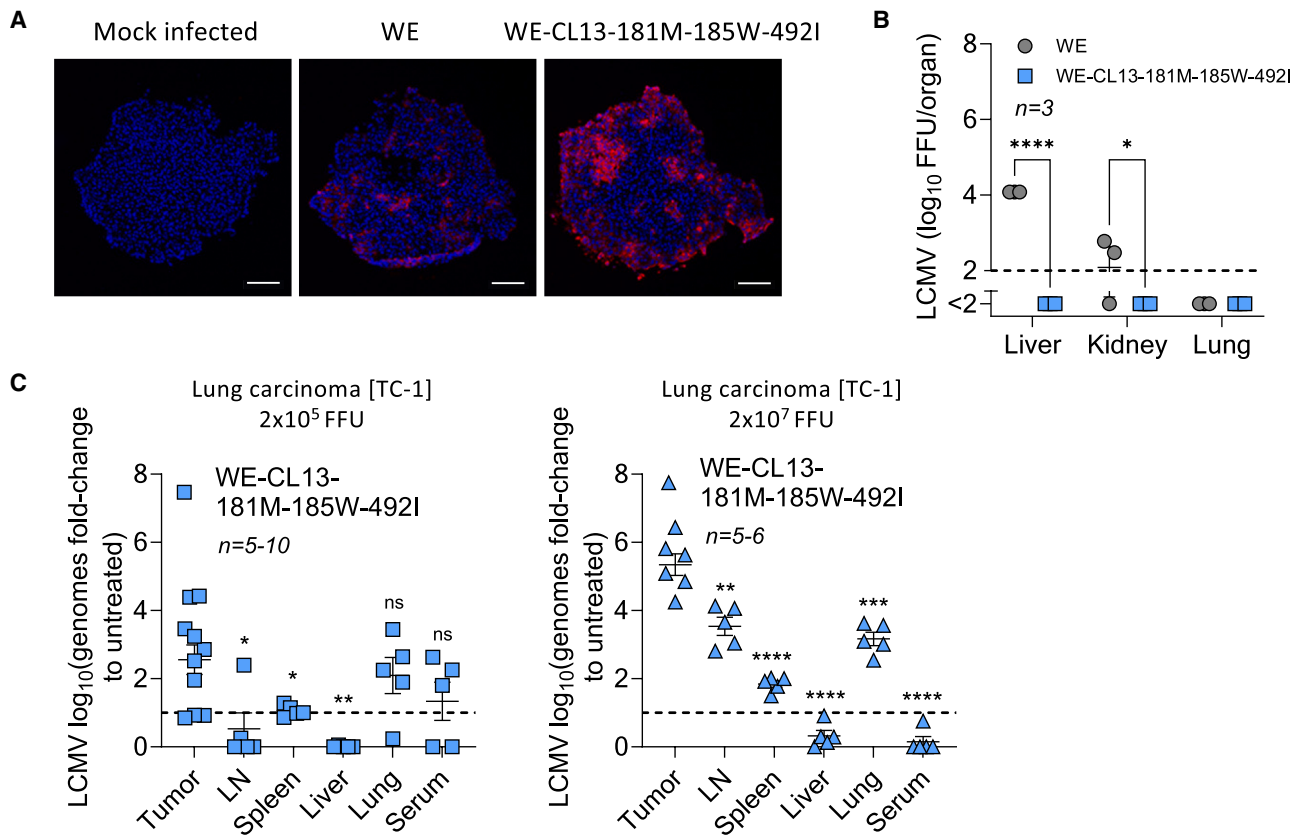 A
Mock infected
WE
WE-CL13-181M-185W-492I
B
LCMV (log10 FFU/organ)
8
6
4
2
<2
WE
WE-CL13-181M-185W-492I
n=3
****
*
Liver
Kidney
Lung
C
Lung carcinoma [TC-1]
2x10⁵ FFU
LCMV log10(genomes fold-change
to untreated)
8
6
4
2
0
WE-CL13-
181M-185W-492I
n=5-10
*
*
**
ns
ns
Tumor
LN
Spleen
Liver
Lung
Serum
Lung carcinoma [TC-1]
2x10⁷ FFU
LCMV log10(genomes fold-change
to untreated)
8
6
4
2
0
WE-CL13-
181M-185W-492I
n=5-6
**
****
****
***
****
Tumor
LN
Spleen
Liver
Lung
Serum